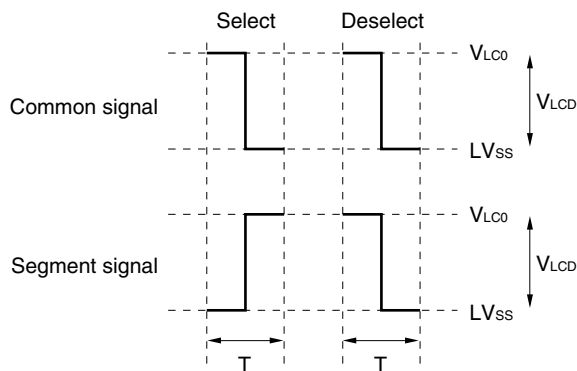 Select Deselect
VLC0
Common signal
VLCD
LVSS
VLC0
Segment signal
VLCD
LVSS
T T